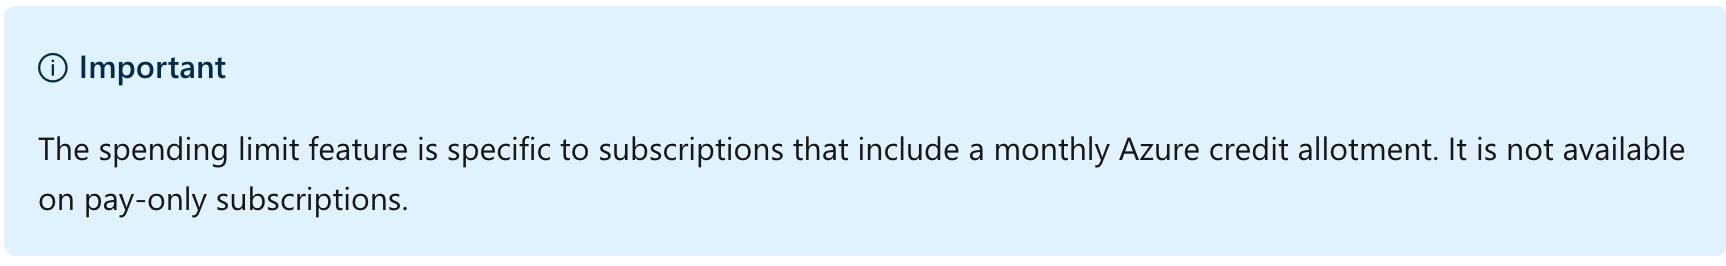 Important
The spending limit feature is specific to subscriptions that include a monthly Azure credit allotment. It is not available
on pay-only subscriptions.